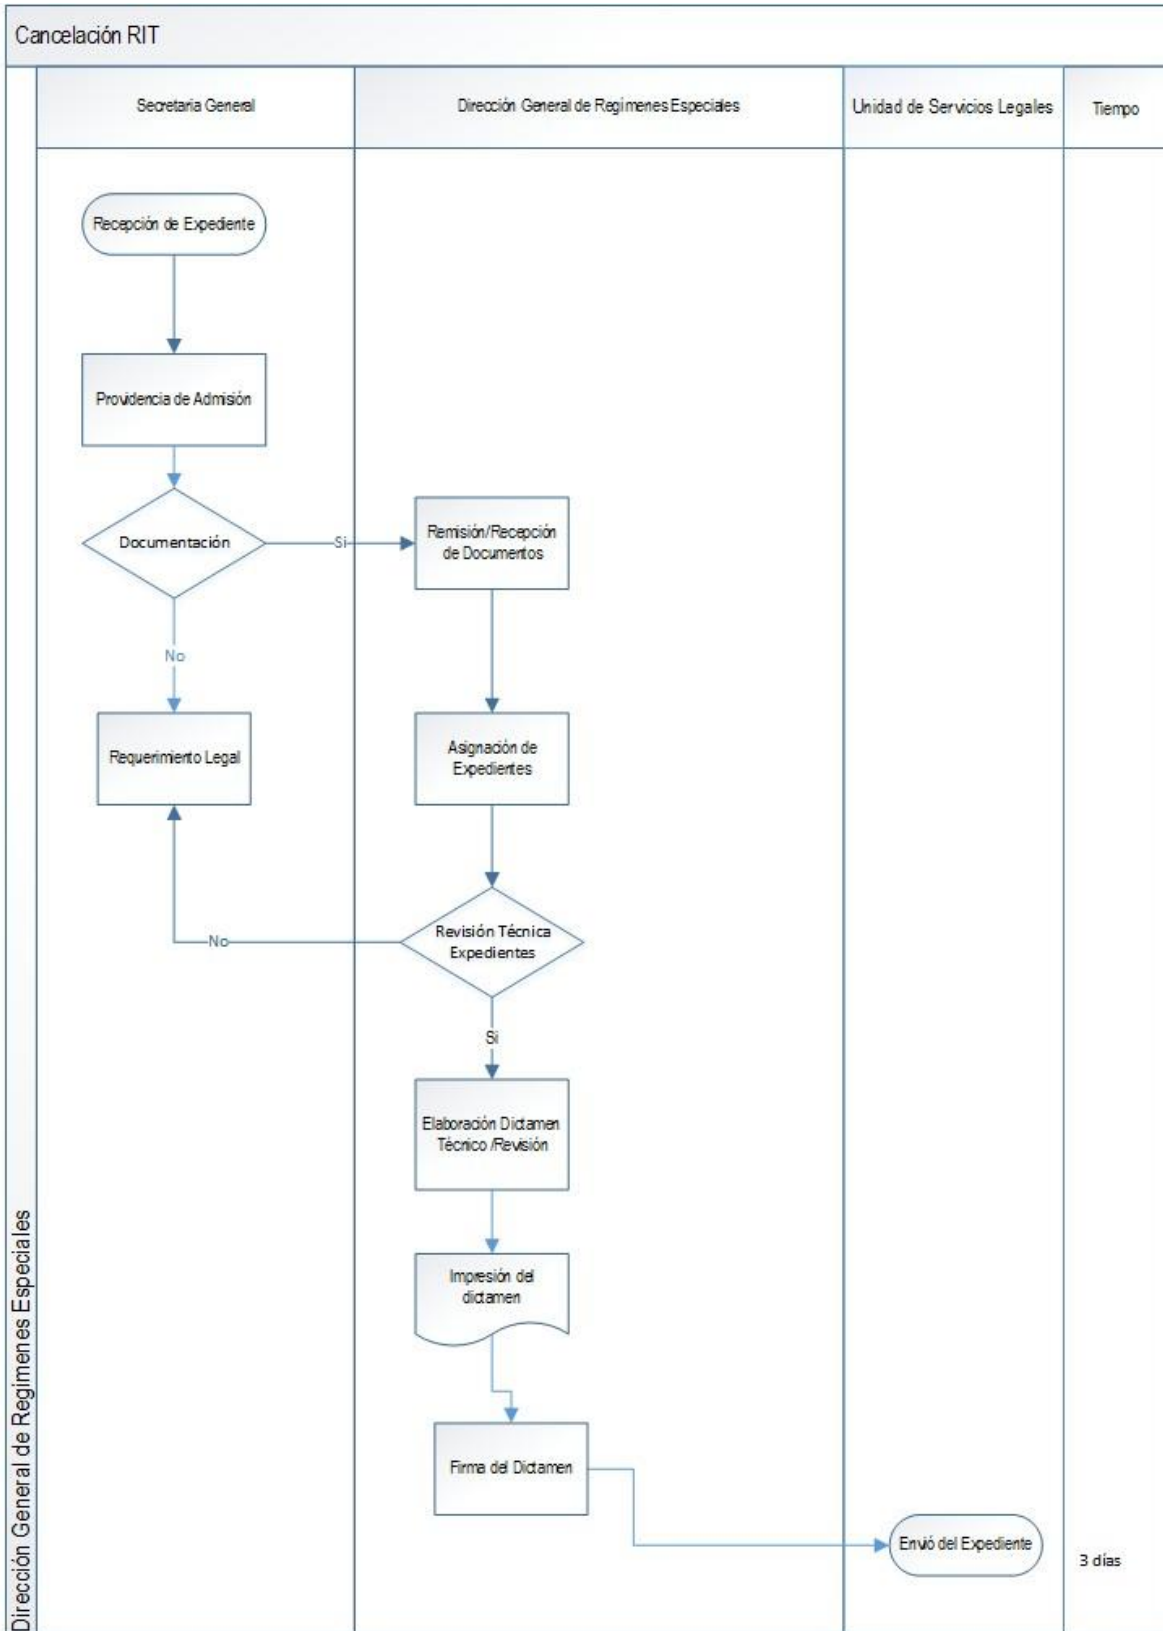 Cancelación RIT
Secretaria General
Dirección General de Regimenes Especiales
Unidad de Servicios Legales
Tiempo
Recepción de Expediente
Providencia de Admisión
Documentación
Si
Remisión/Recepción
de Documentos
No
Requerimiento Legal
Asignación de
Expedientes
Revisión Técnica
Expedientes
No
Si
Elaboración Dictamen
Técnico /Revisión
Impresión del
dictamen
Firma del Dictamen
Envió del Expediente
3 días
Dirección General de Regimenes Especiales